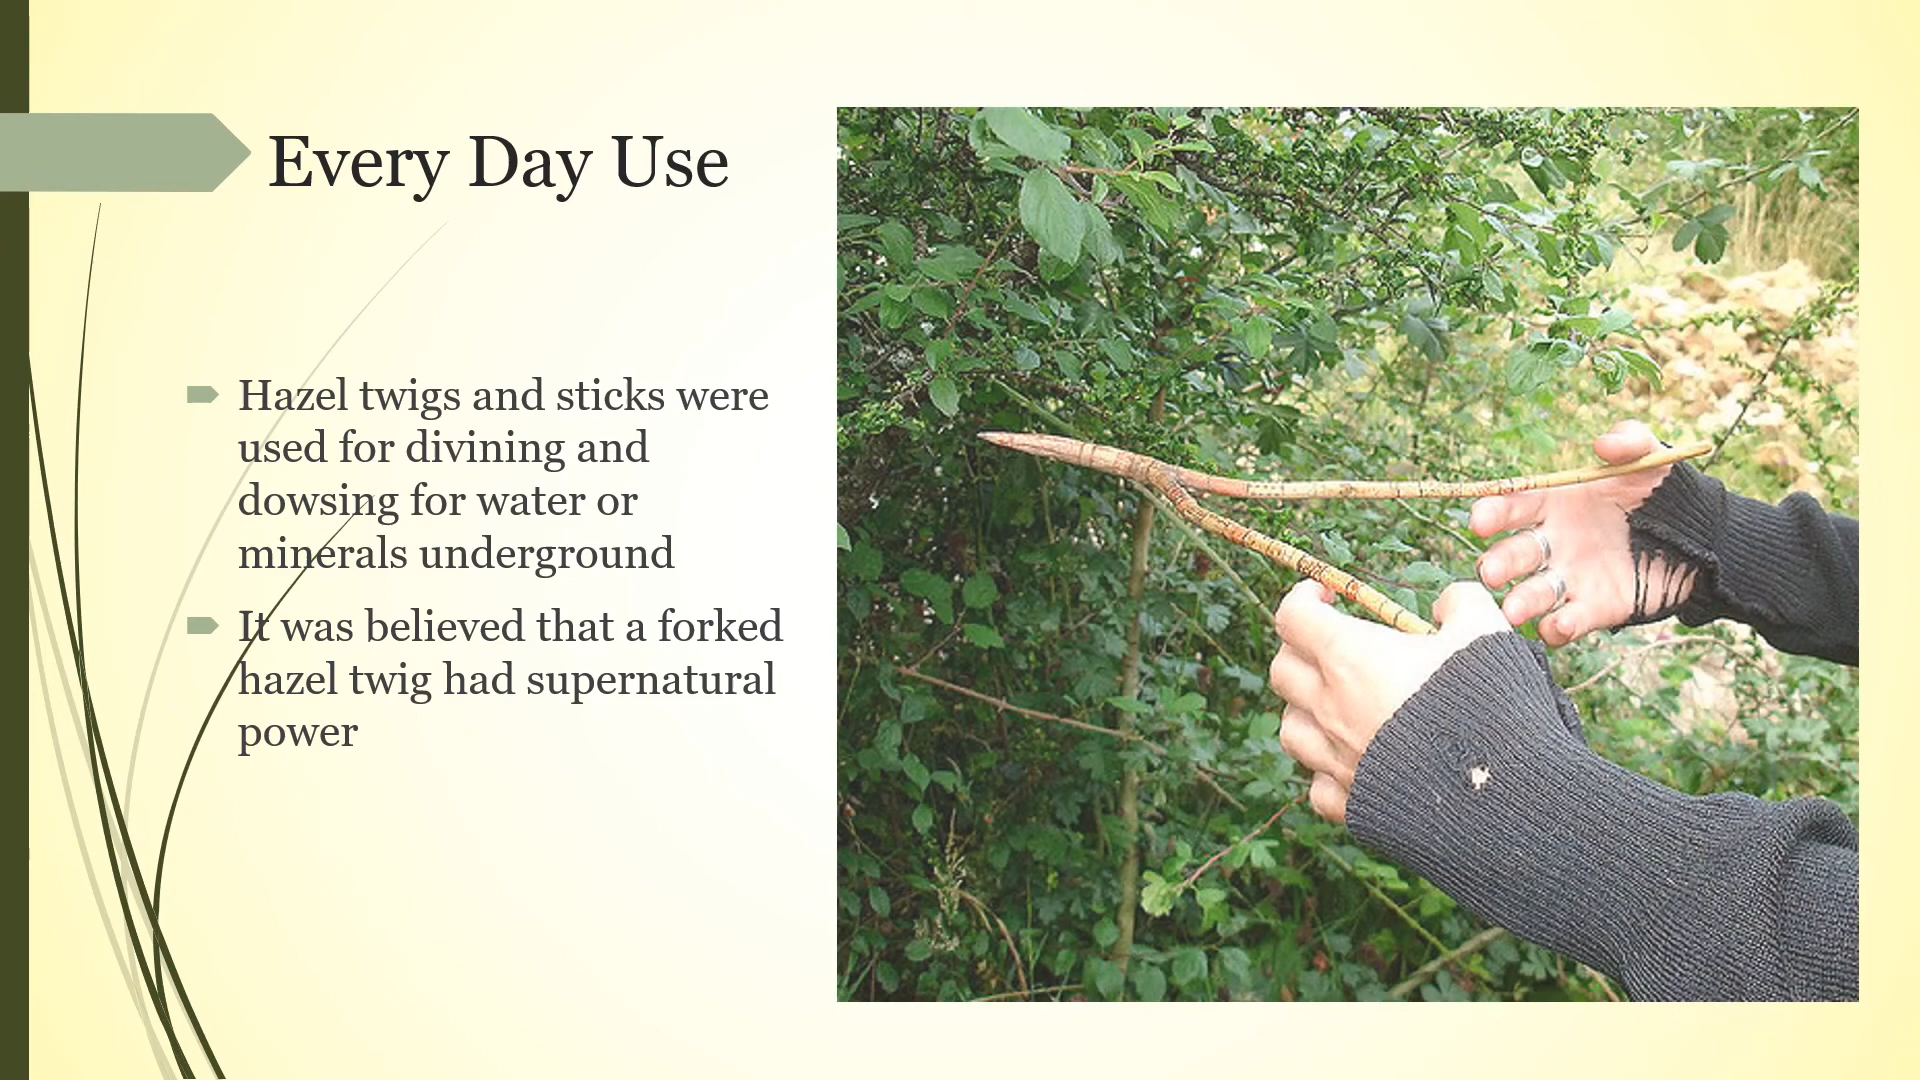 Every Day Use
Hazel twigs and sticks were
used for divining and
dowsing for water or
minerals underground
It was believed that a forked
hazel twig had supernatural
power